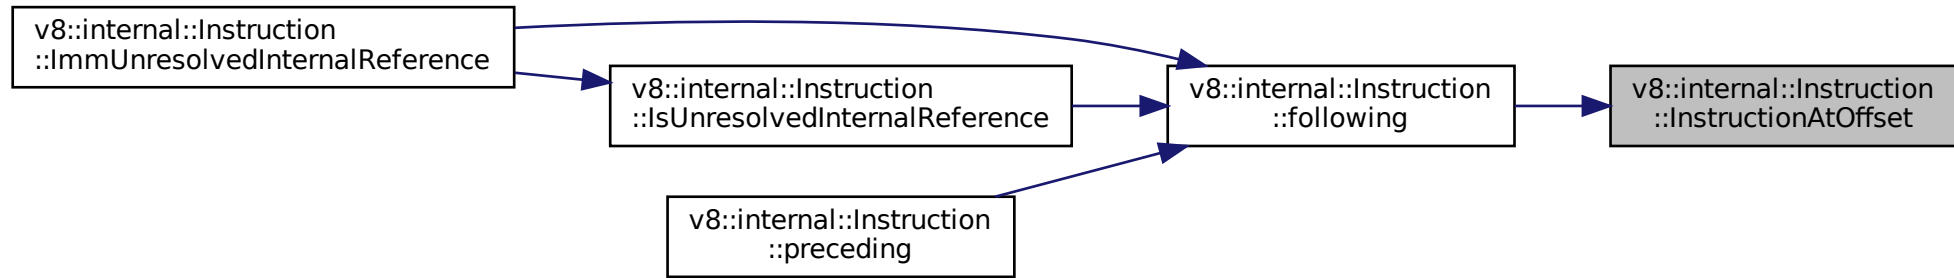 v8::internal::Instruction
::ImmUnresolvedInternalReference
v8::internal::Instruction
::IsUnresolvedInternalReference
v8::internal::Instruction
::following
v8::internal::Instruction
::InstructionAtOffset
v8::internal::Instruction
::preceding